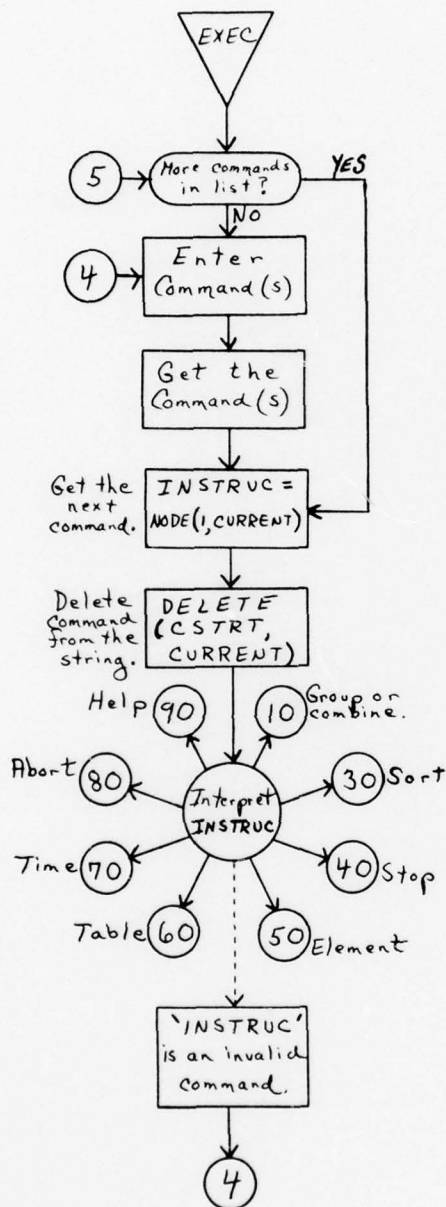 EXEC
5
More commands
in list?
YES
NO
4
Enter
Command(s)
Get the
Command(s)
Get the
next
command.
INSTRUC =
NODE(1,CURRENT)
Delete
command
from the
string.
DELETE
(CSTRT,
CURRENT)
Help
90
10
Group or
combine.
Abort
80
30
Sort
Interpret
INSTRUC
Time
70
40
Stop
Table
60
50
Element
'INSTRUC'
is an invalid
command.
4